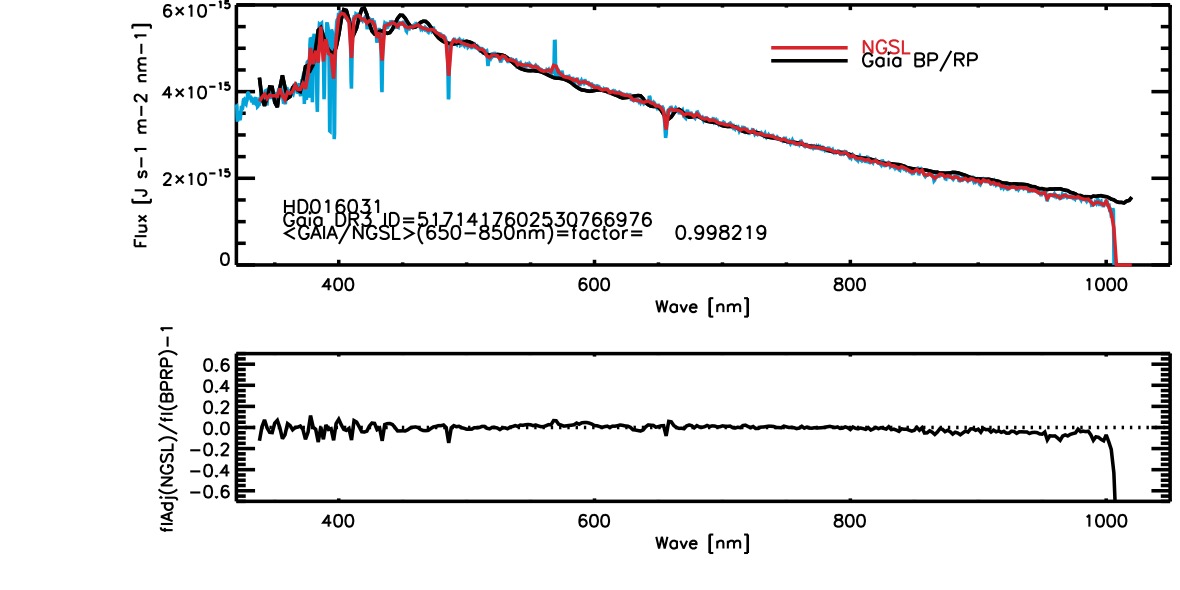 6×10⁻¹⁵
4×10⁻¹⁵
2×10⁻¹⁵
0
Flux [J s−1 m−2 nm−1]
NGSL
Gaia BP/RP
HD016031
Gaia DR3 ID=5171417602530766976
<GAIA/NGSL>(650−850nm)=factor= 0.998219
400 600 800 1000
Wave [nm]
flAdj(NGSL)/fl(BPRP)−1
0.6
0.4
0.2
0.0
−0.2
−0.4
−0.6
400 600 800 1000
Wave [nm]